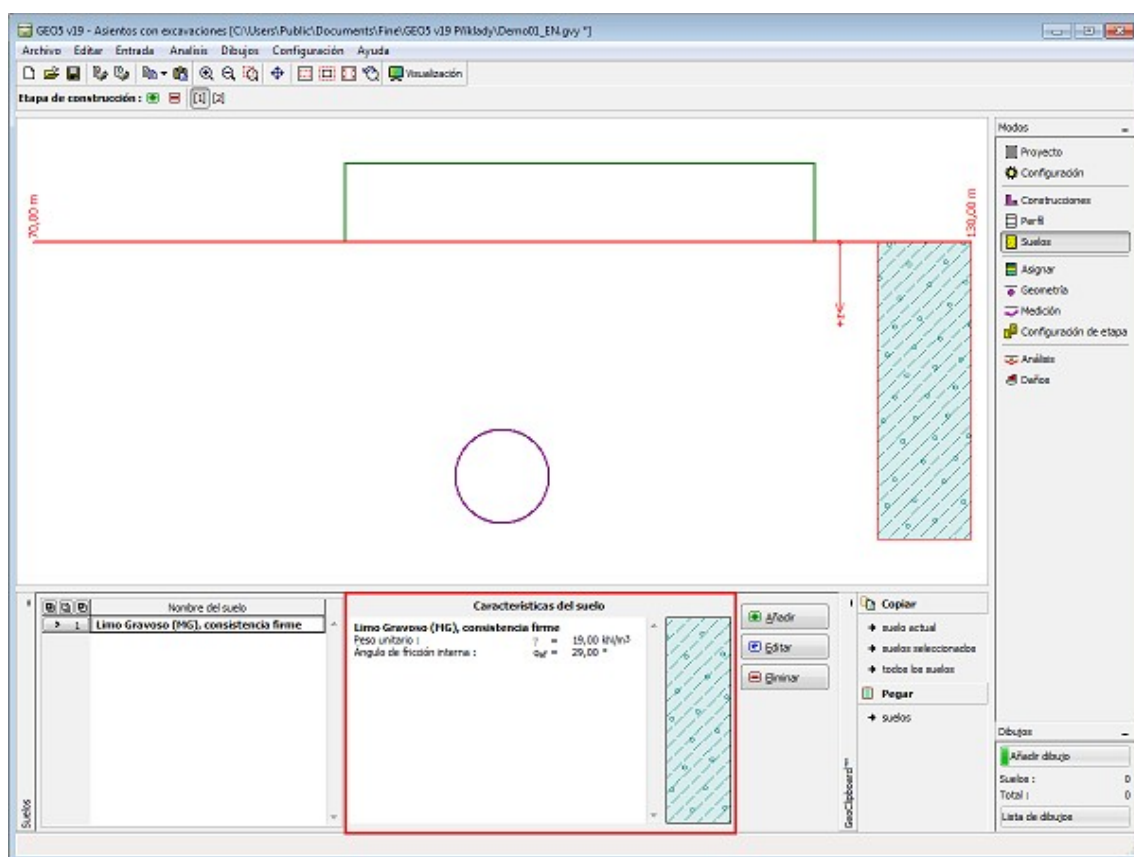 GEO5 v19 - Asientos con excavaciones [C:\Users\Public\Documents\Fine\GEO5 v19 Příklady\Demo01_EN.gvy *]
Archivo Editar Entrada Analisis Dibujos Configuración Ayuda
Visualización
Etapa de construcción : [1] [2]
Modos
Proyecto
Configuración
Construcciones
Perfil
Suelos
Asignar
Geometría
Medición
Configuración de etapa
Análisis
Daños
70,00 m
130,00 m
+z
Nombre del suelo
1 Limo Gravoso (MG), consistencia firme
Características del suelo
Limo Gravoso (MG), consistencia firme
Peso unitario : γ = 19,00 kN/m3
Angulo de fricción interna : φef = 29,00 °
Añadir
Editar
Eliminar
Copiar
suelo actual
suelos seleccionados
todos los suelos
Pegar
suelos
Suelos
GeoClipboard™
Dibujos
Añadir dibujo
Suelos : 0
Total : 0
Lista de dibujos